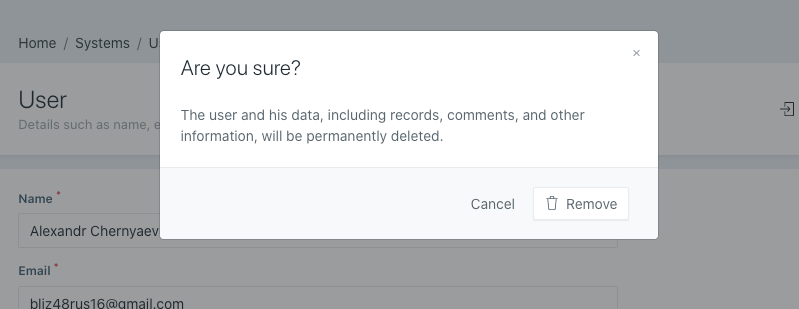 Home / Systems / U
×
Are you sure?
User
Details such as name, e
The user and his data, including records, comments, and other
information, will be permanently deleted.
Name *
Cancel
Remove
Alexandr Chernyaev
Email *
bliz48rus16@gmail.com